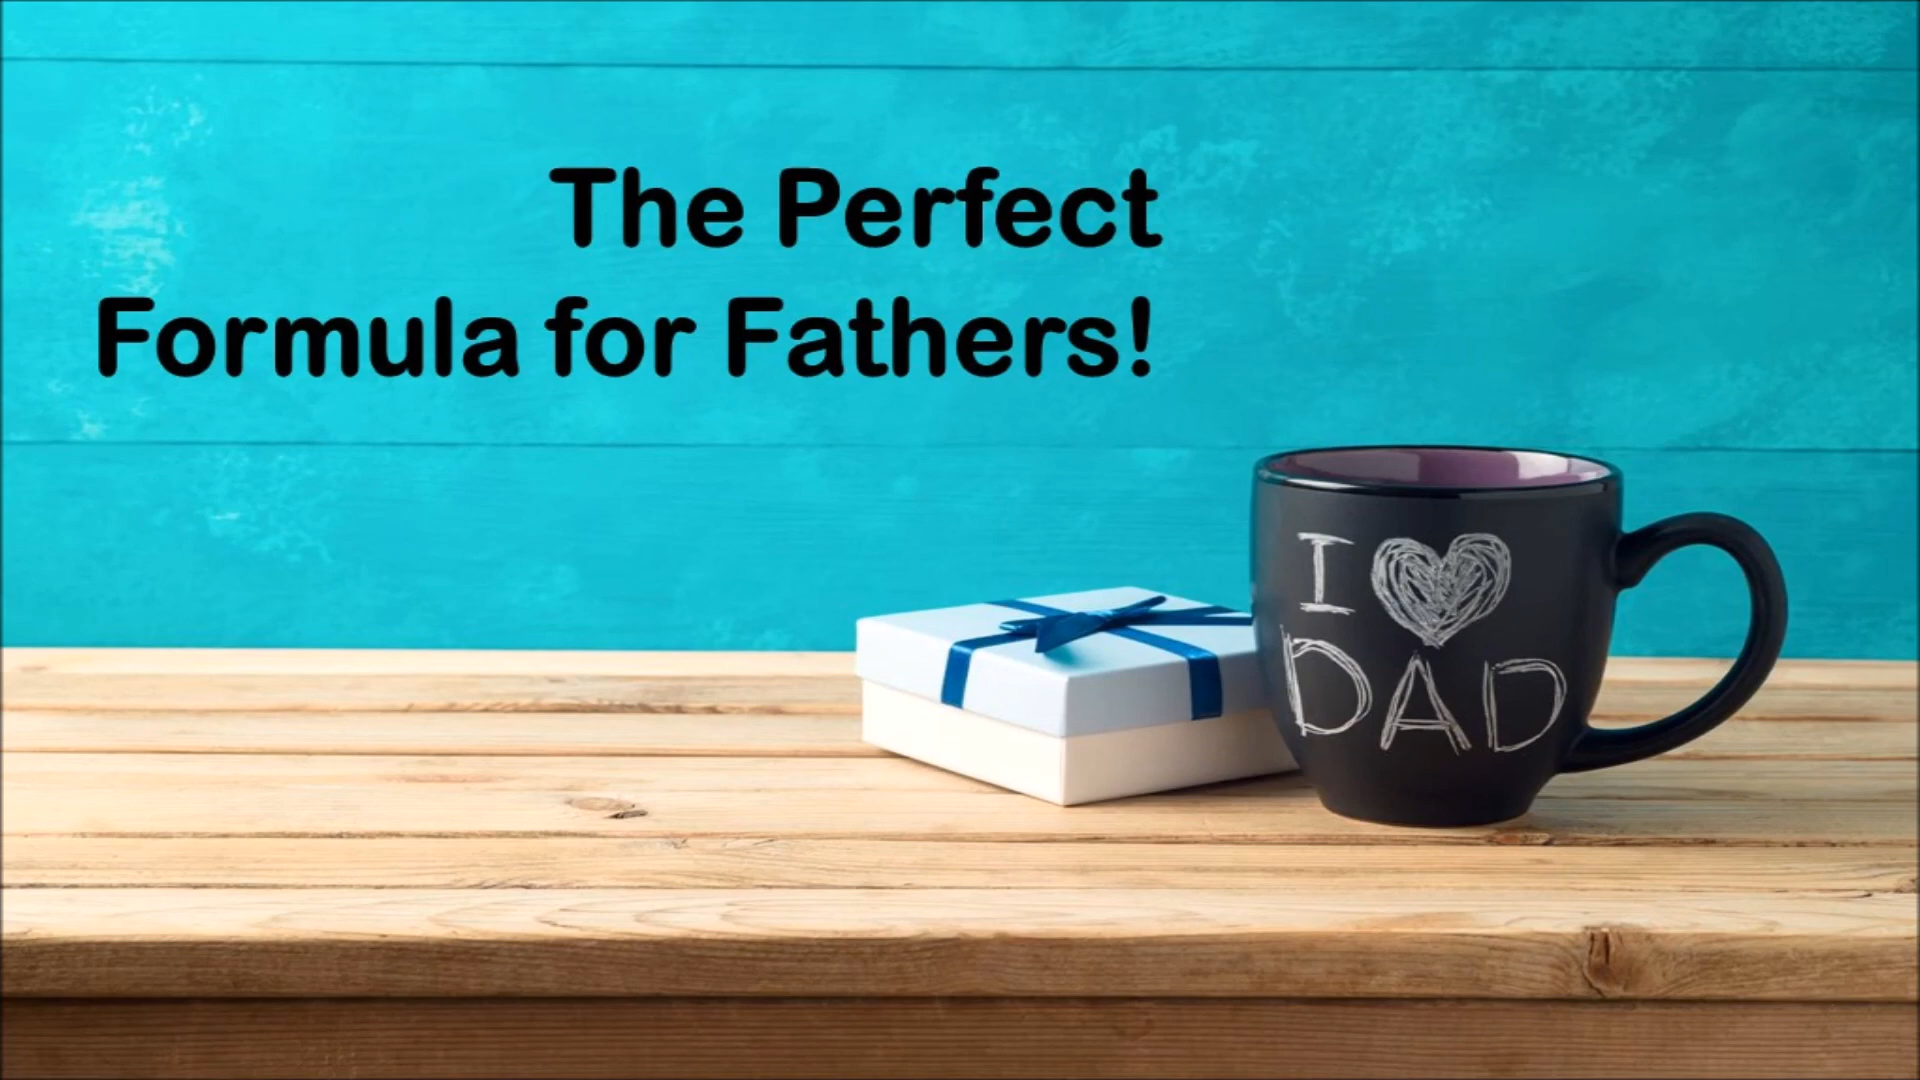 The Perfect
Formula for Fathers!
I ♥
DAD